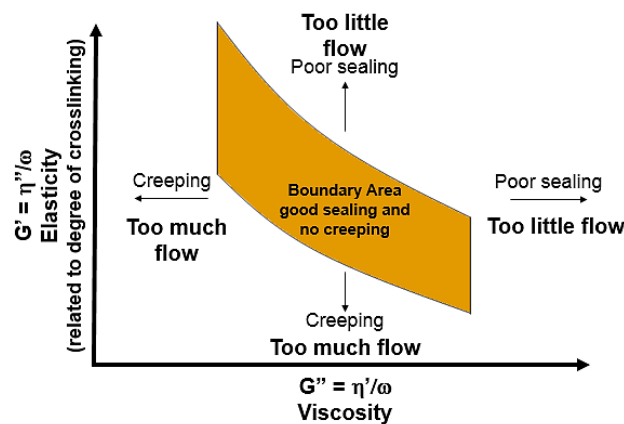 Too little
flow
Poor sealing
G' = η''/ω
Elasticity
(related to degree of crosslinking)
Creeping
Too much
flow
Boundary Area
good sealing and
no creeping
Poor sealing
Too little flow
Creeping
Too much flow
G'' = η'/ω
Viscosity